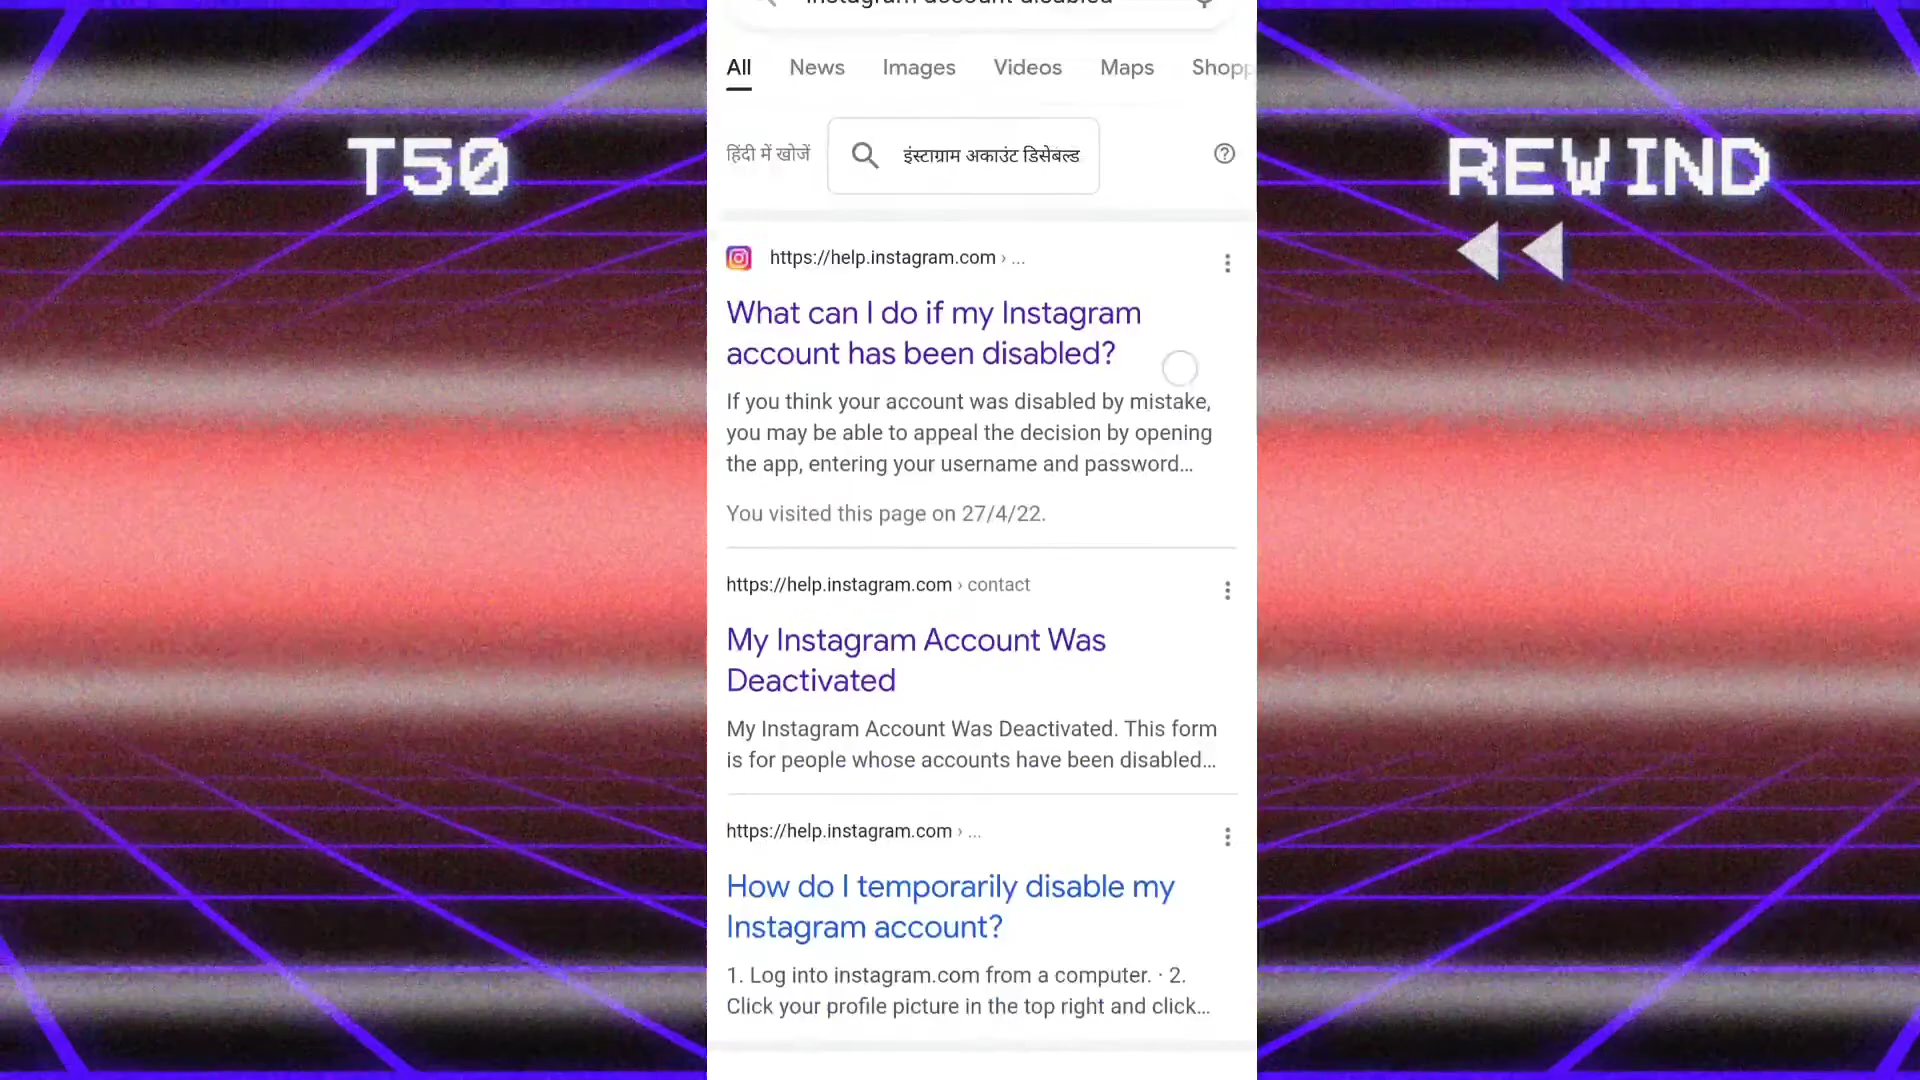 instagram account disabled
T50
REWIND
All News Images Videos Maps Shopp
हिंदी में खोजें इंस्टाग्राम अकाउंट डिसेबल्ड
https://help.instagram.com › ...
What can I do if my Instagram
account has been disabled?
If you think your account was disabled by mistake,
you may be able to appeal the decision by opening
the app, entering your username and password...
You visited this page on 27/4/22.
https://help.instagram.com › contact
My Instagram Account Was
Deactivated
My Instagram Account Was Deactivated. This form
is for people whose accounts have been disabled...
https://help.instagram.com › ...
How do I temporarily disable my
Instagram account?
1. Log into instagram.com from a computer. · 2.
Click your profile picture in the top right and click...